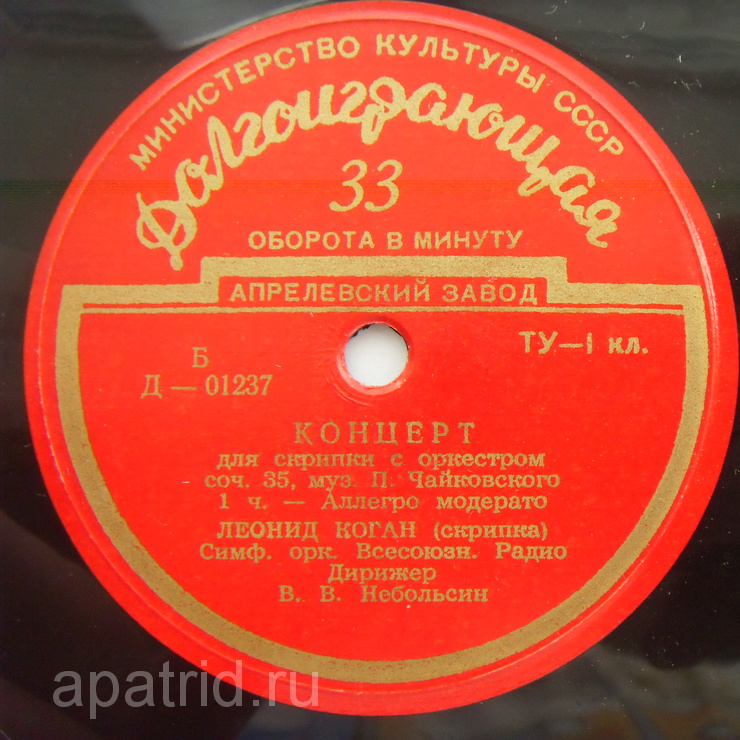 МИНИСТЕРСТВО КУЛЬТУРЫ СССР
Долгоиграющая
33
ОБОРОТА В МИНУТУ
АПРЕЛЕВСКИЙ ЗАВОД
ТУ—1 кл.
Б
Д — 01237
КОНЦЕРТ
для скрипки с оркестром
соч. 35, муз. П. Чайковского
1 ч. — Аллегро модерато
ЛЕОНИД КОГАН (скрипка)
Симф. орк. Всесоюзн. Радио
Дирижер
В. В. Небольсин
apatrid.ru